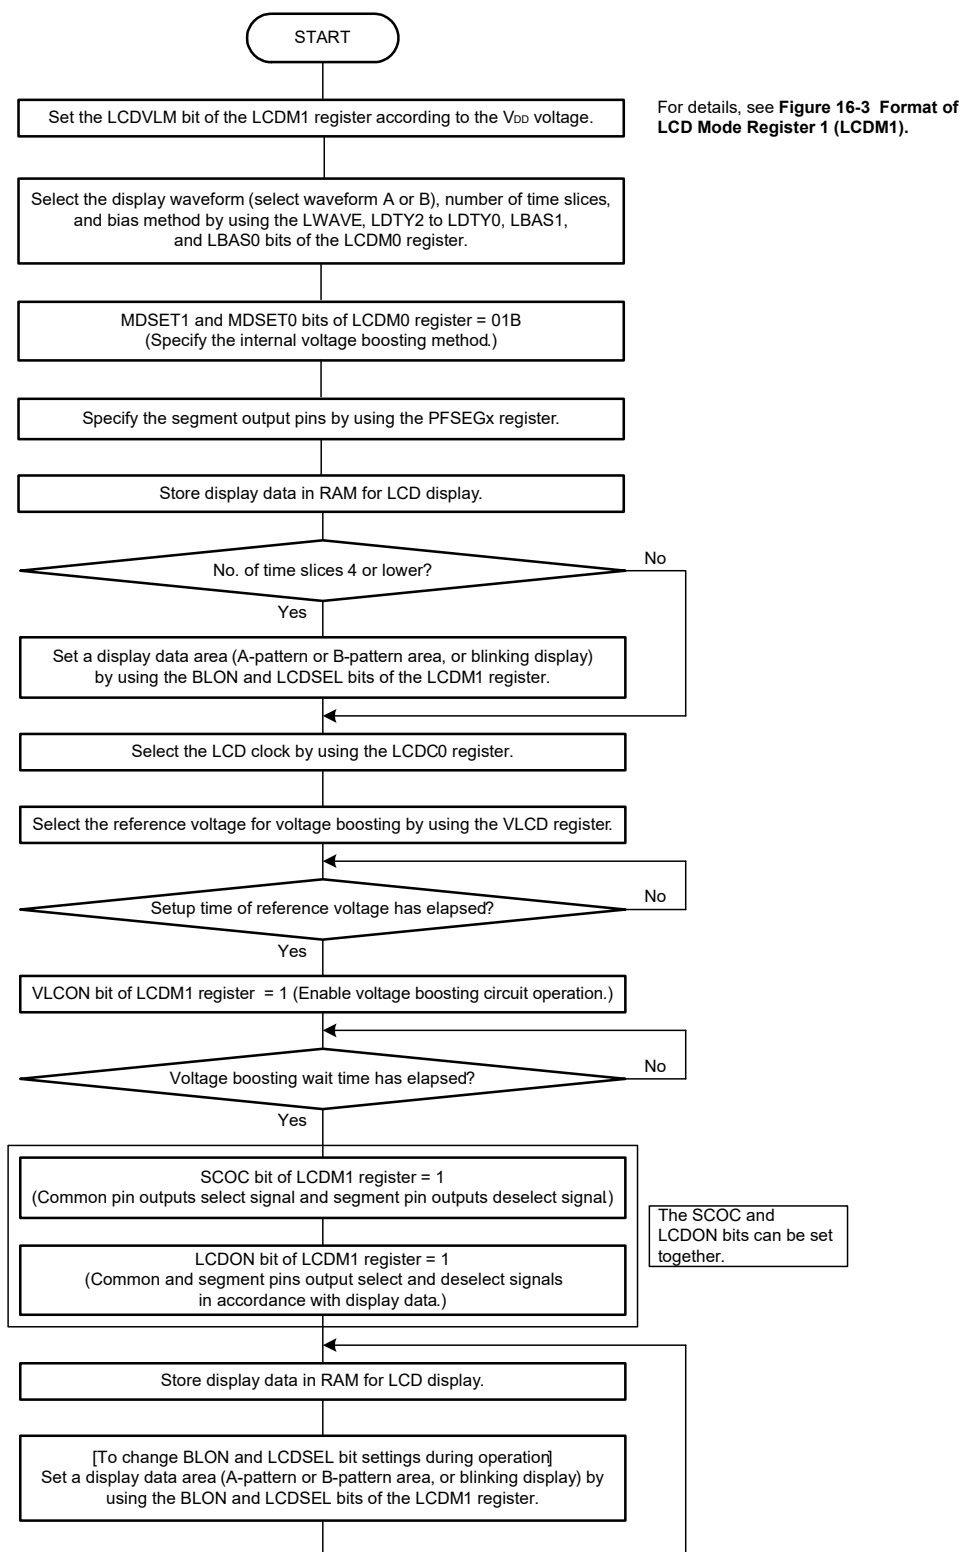 START
Set the LCDVLM bit of the LCDM1 register according to the VDD voltage.
For details, see Figure 16-3 Format of
LCD Mode Register 1 (LCDM1).
Select the display waveform (select waveform A or B), number of time slices,
and bias method by using the LWAVE, LDTY2 to LDTY0, LBAS1,
and LBAS0 bits of the LCDM0 register.
MDSET1 and MDSET0 bits of LCDM0 register = 01B
(Specify the internal voltage boosting method.)
Specify the segment output pins by using the PFSEGx register.
Store display data in RAM for LCD display.
No. of time slices 4 or lower?
No
Yes
Set a display data area (A-pattern or B-pattern area, or blinking display)
by using the BLON and LCDSEL bits of the LCDM1 register.
Select the LCD clock by using the LCDC0 register.
Select the reference voltage for voltage boosting by using the VLCD register.
Setup time of reference voltage has elapsed?
No
Yes
VLCON bit of LCDM1 register = 1 (Enable voltage boosting circuit operation.)
Voltage boosting wait time has elapsed?
No
Yes
SCOC bit of LCDM1 register = 1
(Common pin outputs select signal and segment pin outputs deselect signal.)
LCDON bit of LCDM1 register = 1
(Common and segment pins output select and deselect signals
in accordance with display data.)
The SCOC and
LCDON bits can be set
together.
Store display data in RAM for LCD display.
[To change BLON and LCDSEL bit settings during operation]
Set a display data area (A-pattern or B-pattern area, or blinking display) by
using the BLON and LCDSEL bits of the LCDM1 register.